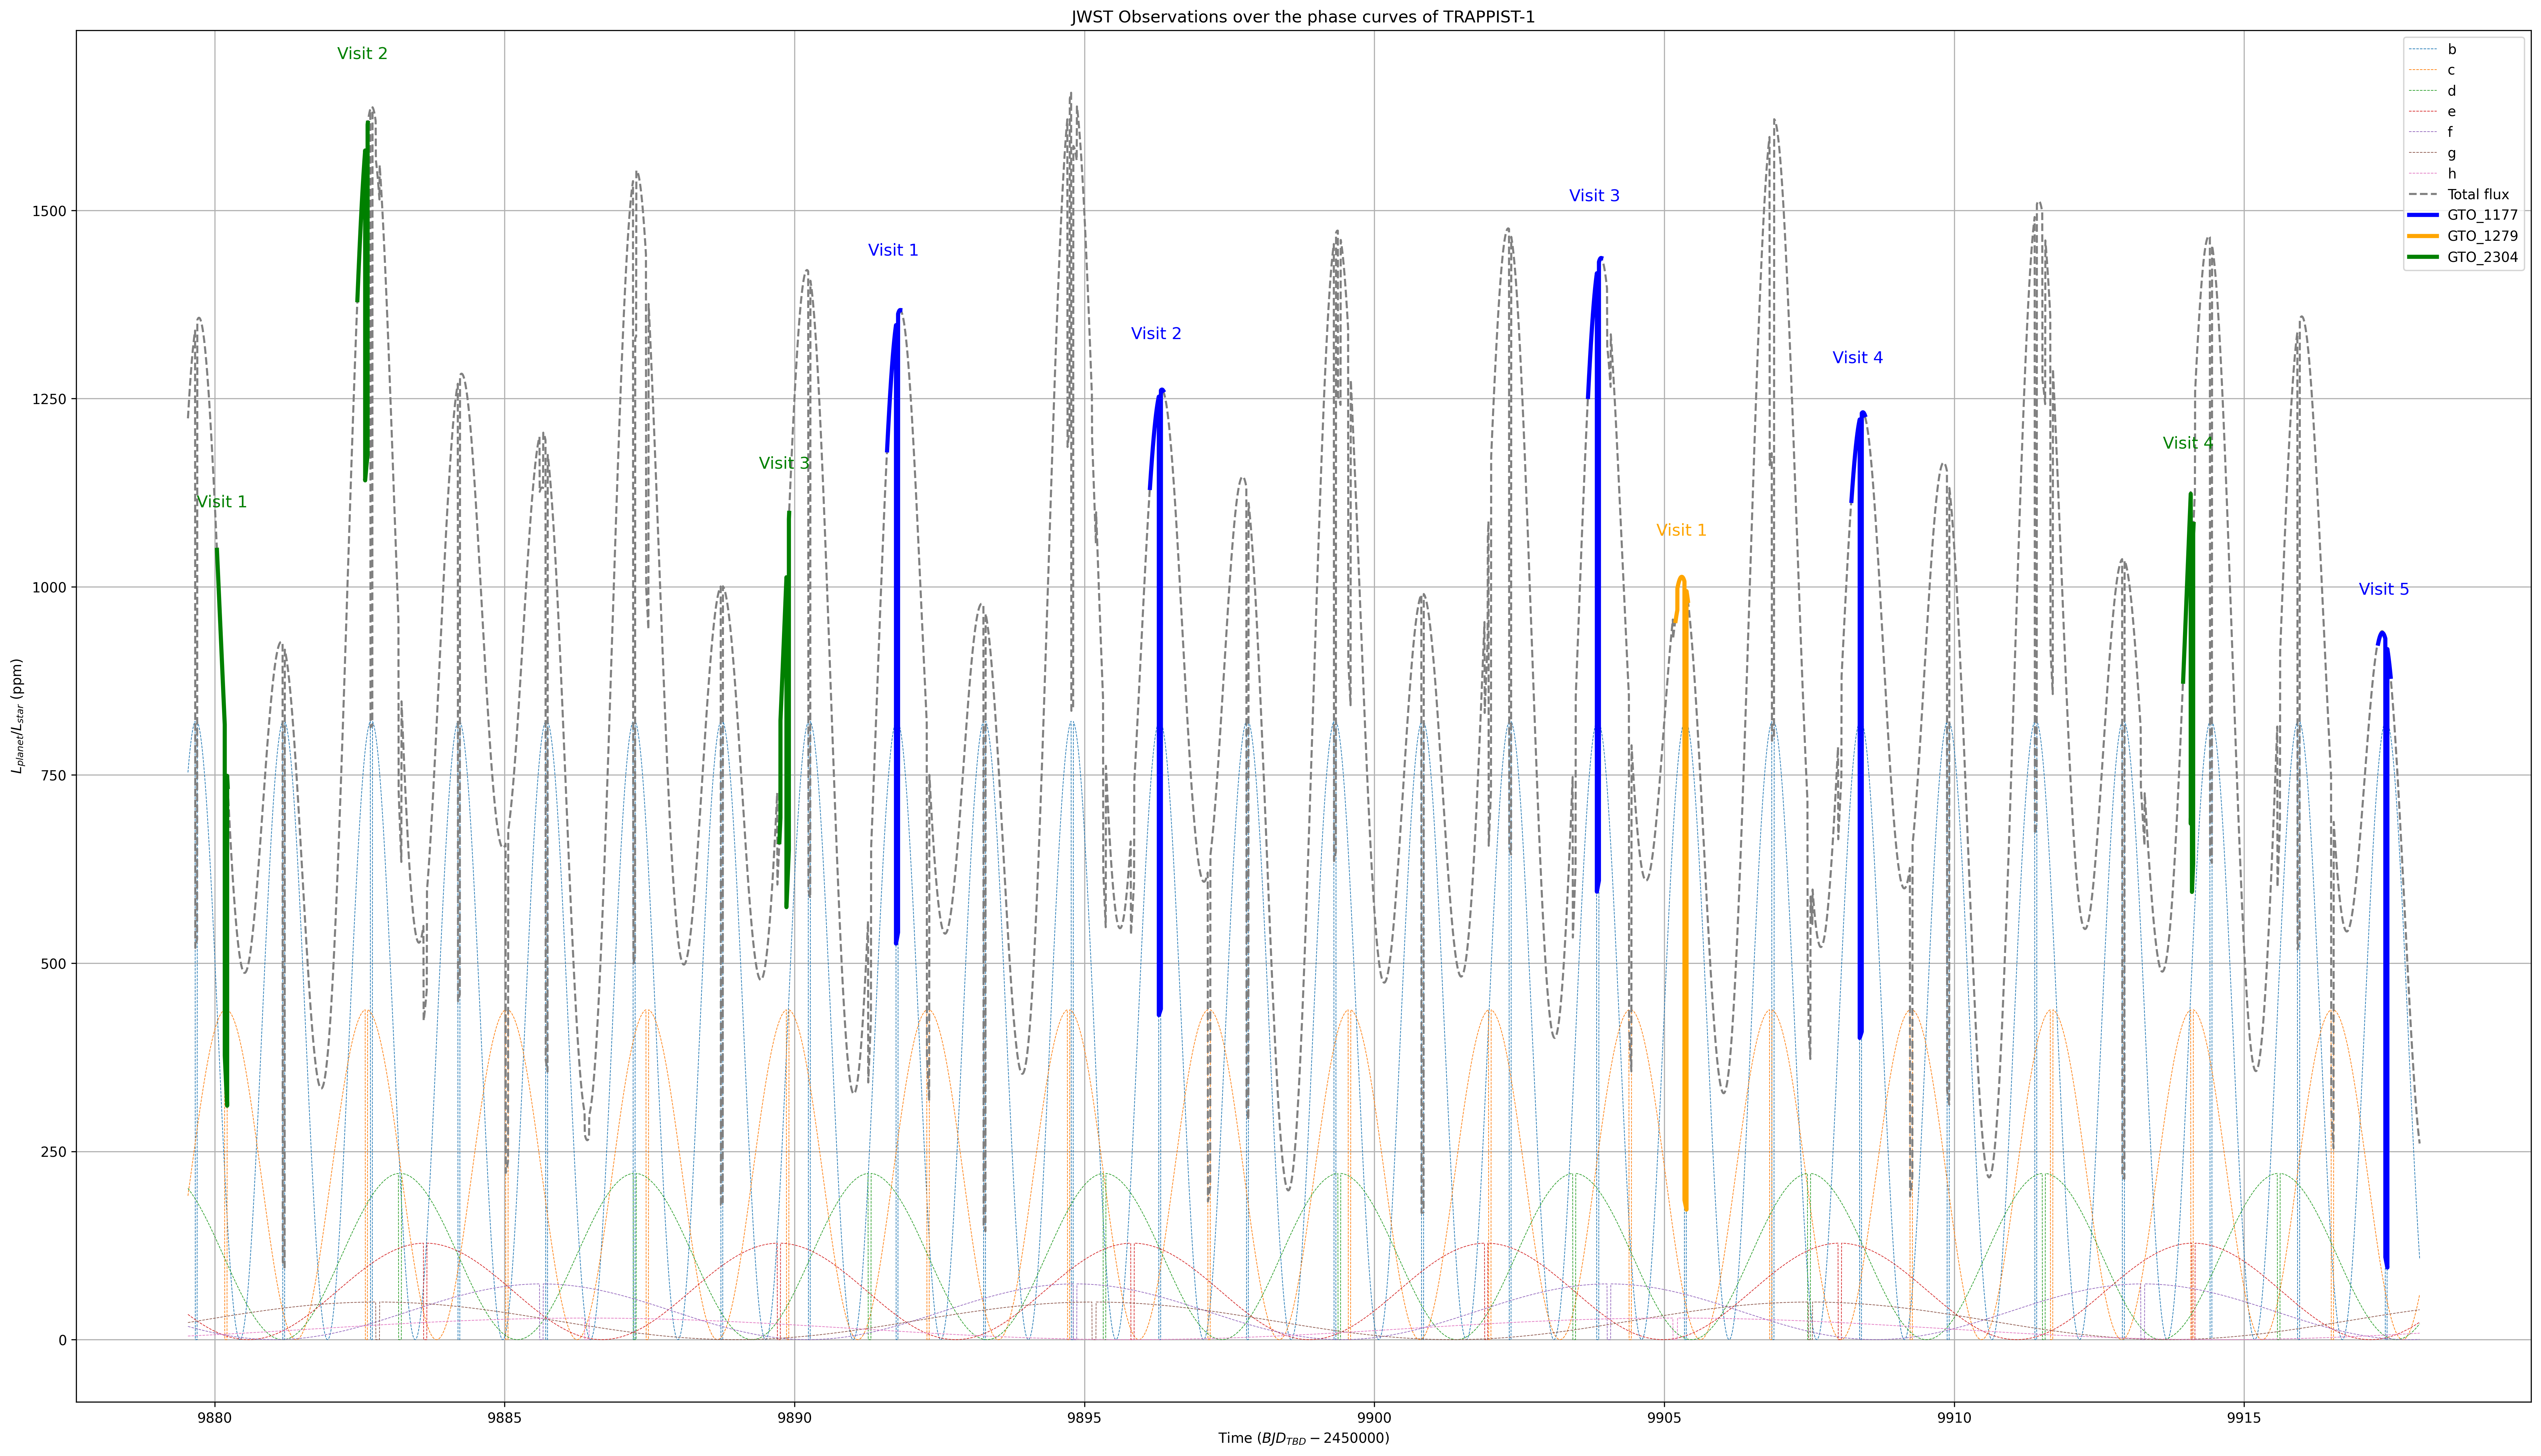 JWST Observations over the phase curves of TRAPPIST-1
Visit 2
b
c
d
e
f
g
h
Total flux
GTO_1177
GTO_1279
GTO_2304
Visit 3
Visit 1
Visit 2
Visit 4
Visit 3
Visit 4
Visit 1
Visit 1
Visit 5
1500
1250
1000
750
500
250
0
L_planet/L_star (ppm)
9880 9885 9890 9895 9900 9905 9910 9915
Time (BJD_TBD − 2450000)